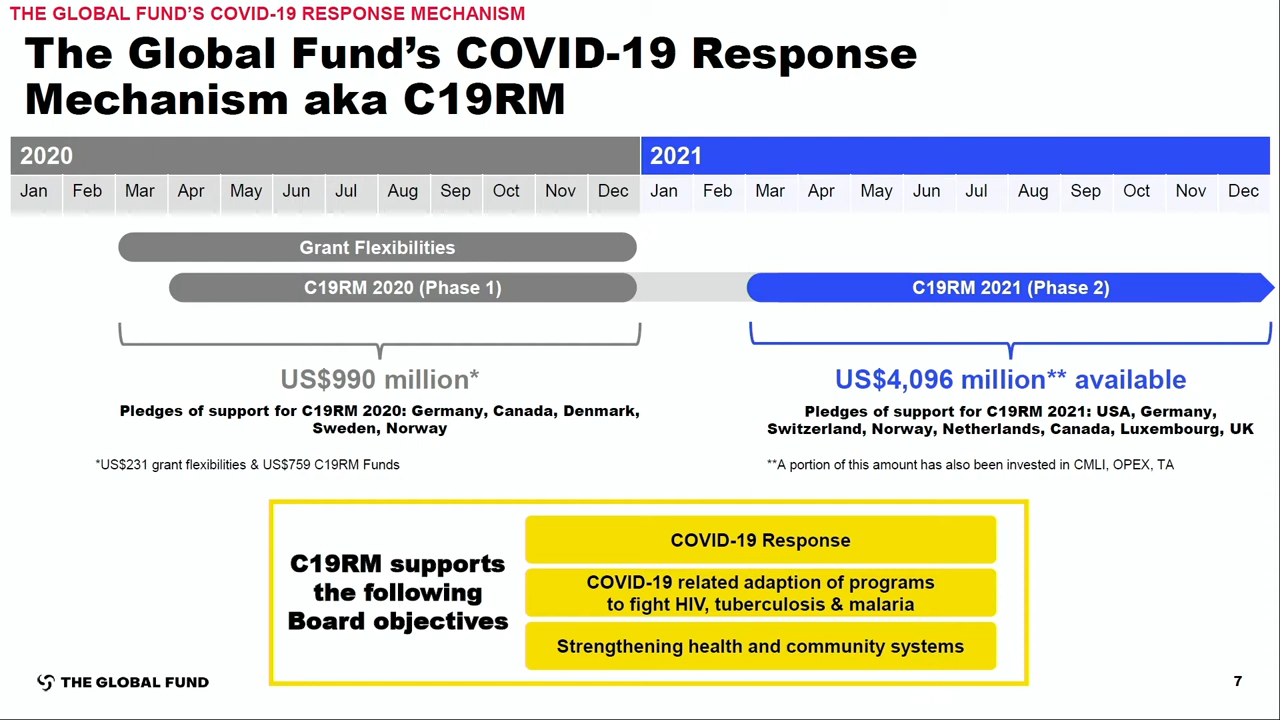 THE GLOBAL FUND'S COVID-19 RESPONSE MECHANISM
The Global Fund’s COVID-19 Response
Mechanism aka C19RM
2020 2021
Jan Feb Mar Apr May Jun Jul Aug Sep Oct Nov Dec Jan Feb Mar Apr May Jun Jul Aug Sep Oct Nov Dec
Grant Flexibilities
C19RM 2020 (Phase 1) C19RM 2021 (Phase 2)
US$990 million*
Pledges of support for C19RM 2020: Germany, Canada, Denmark,
Sweden, Norway
*US$231 grant flexibilities & US$759 C19RM Funds
US$4,096 million** available
Pledges of support for C19RM 2021: USA, Germany,
Switzerland, Norway, Netherlands, Canada, Luxembourg, UK
**A portion of this amount has also been invested in CMLI, OPEX, TA
C19RM supports
the following
Board objectives
COVID-19 Response
COVID-19 related adaption of programs
to fight HIV, tuberculosis & malaria
Strengthening health and community systems
THE GLOBAL FUND
7